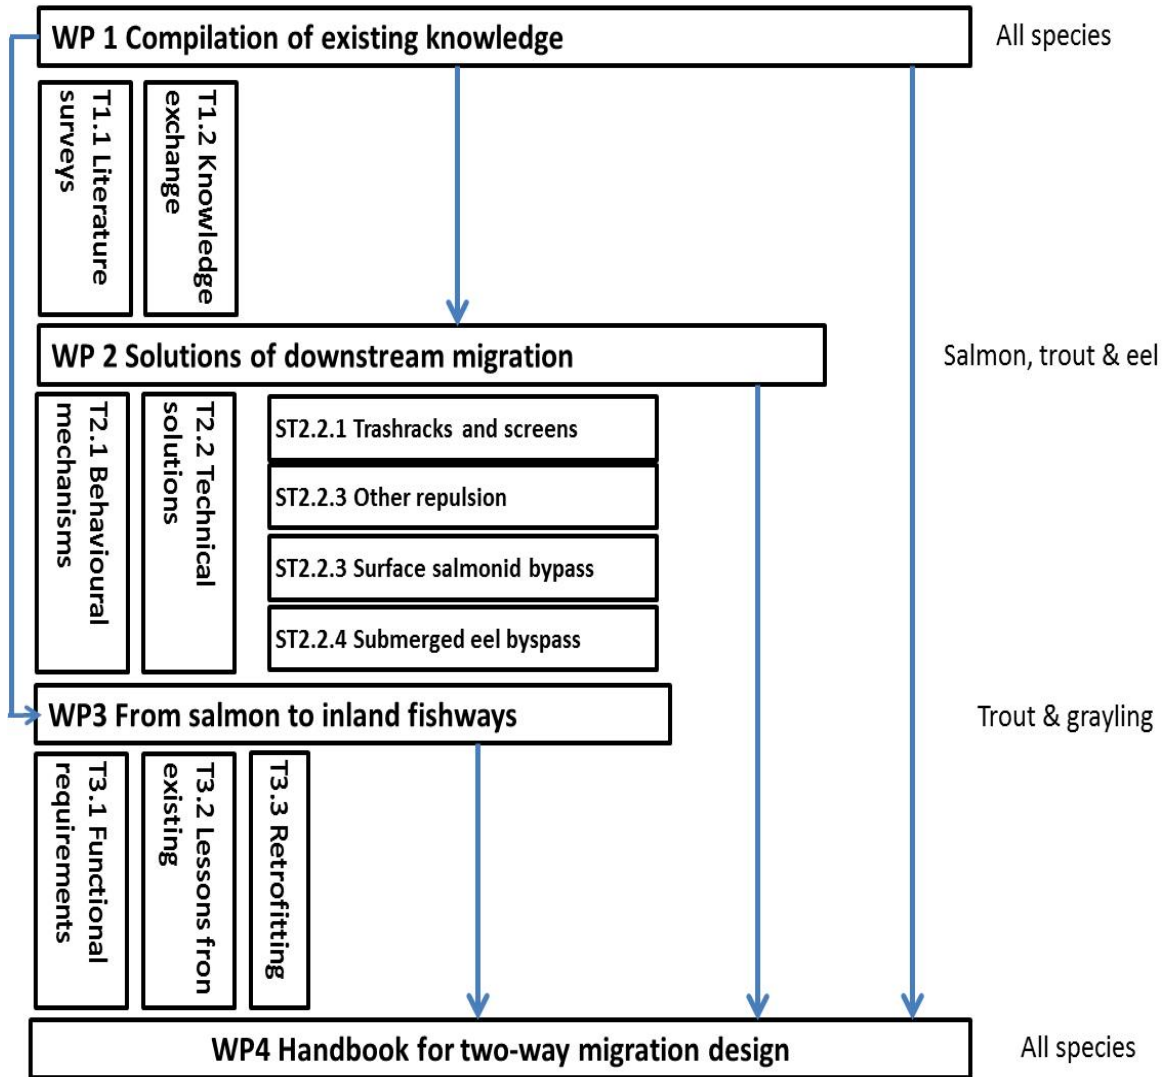 WP 1 Compilation of existing knowledge
All species
T1.1 Literature
surveys
T1.2 Knowledge
exchange
WP 2 Solutions of downstream migration
Salmon, trout & eel
T2.1 Behavioural
mechanisms
T2.2 Technical
solutions
ST2.2.1 Trashracks and screens
ST2.2.3 Other repulsion
ST2.2.3 Surface salmonid bypass
ST2.2.4 Submerged eel byspass
WP3 From salmon to inland fishways
Trout & grayling
T3.1 Functional
requirements
T3.2 Lessons fron
existing
T3.3 Retrofitting
WP4 Handbook for two-way migration design
All species